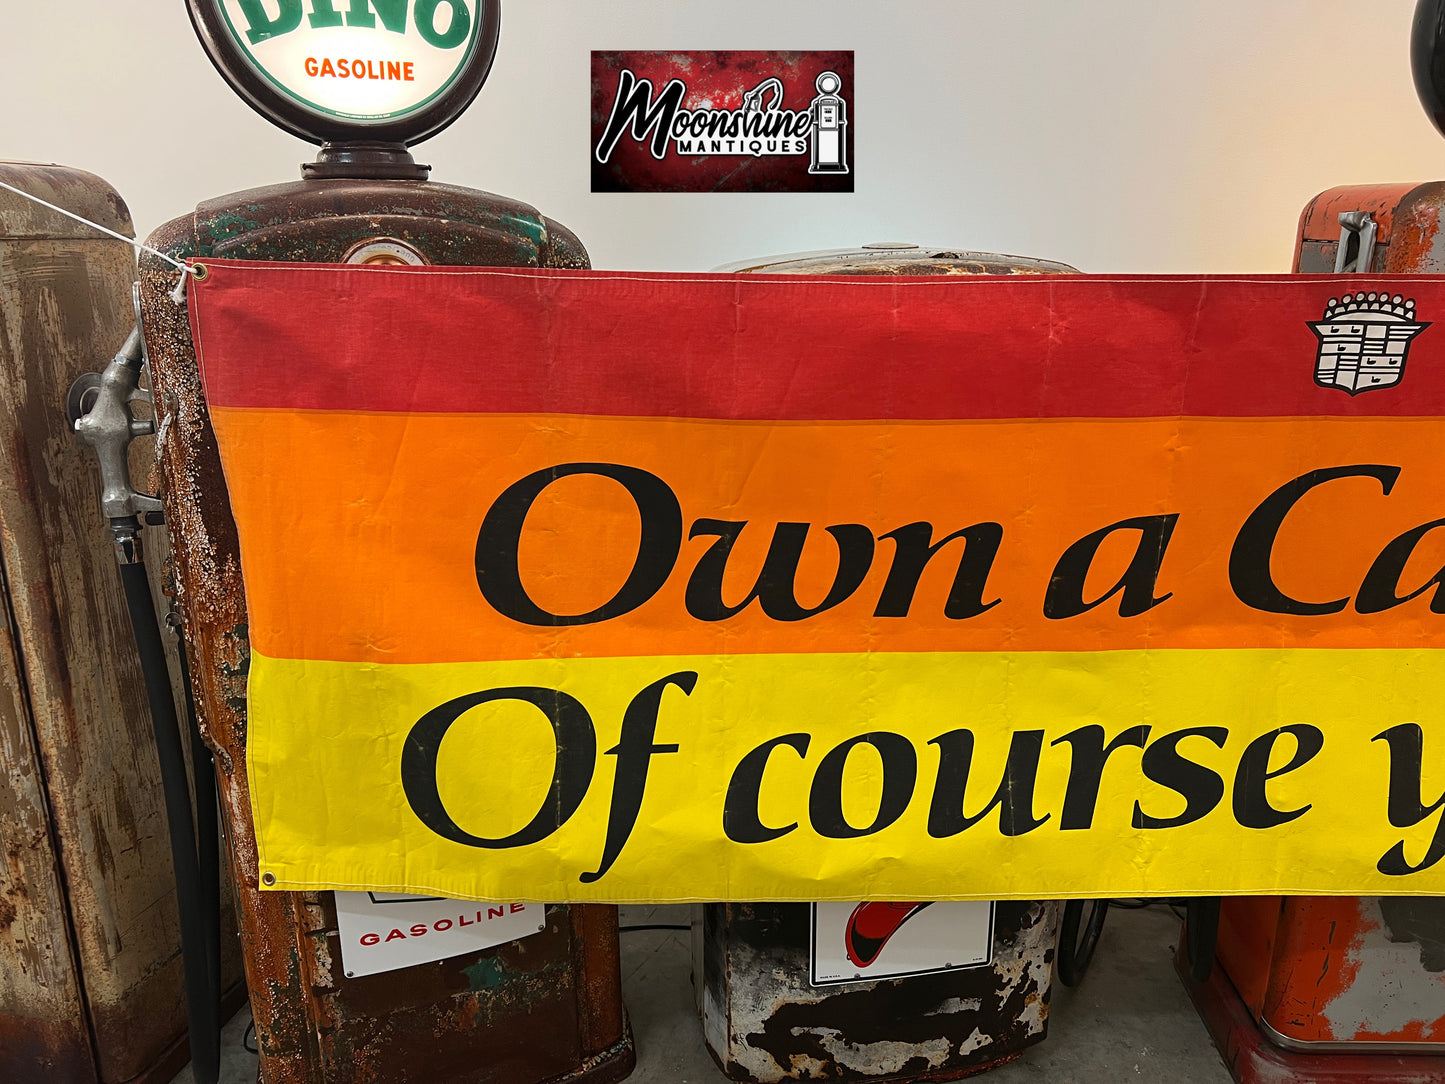 DINO
GASOLINE
Moonshine
MANTIQUES
Own a Ca
Of course y
GASOLINE